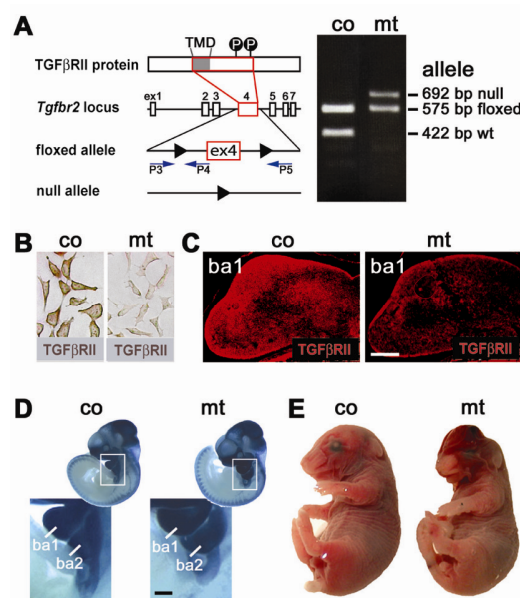 A
TMD
P P
TGFβRII protein
ex1 2 3 4 5 6 7
Tgfbr2 locus
floxed allele
ex4
P3 P4 P5
null allele
co mt
allele
692 bp null
575 bp floxed
422 bp wt
B
co mt
TGFβRII TGFβRII
C
co mt
ba1
TGFβRII TGFβRII
D
co mt
ba1
ba2
ba1
ba2
E
co mt